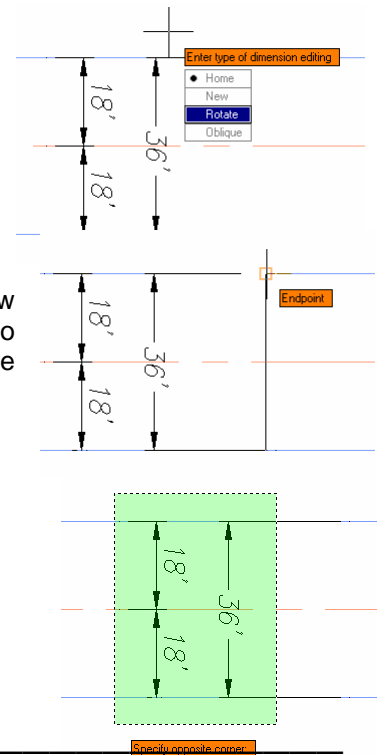 Enter type of dimension editing
Home
New
Rotate
Oblique
18'
36'
18'
w
o
e
Endpoint
18'
36'
18'
18'
36'
18'
Specify opposite corner: